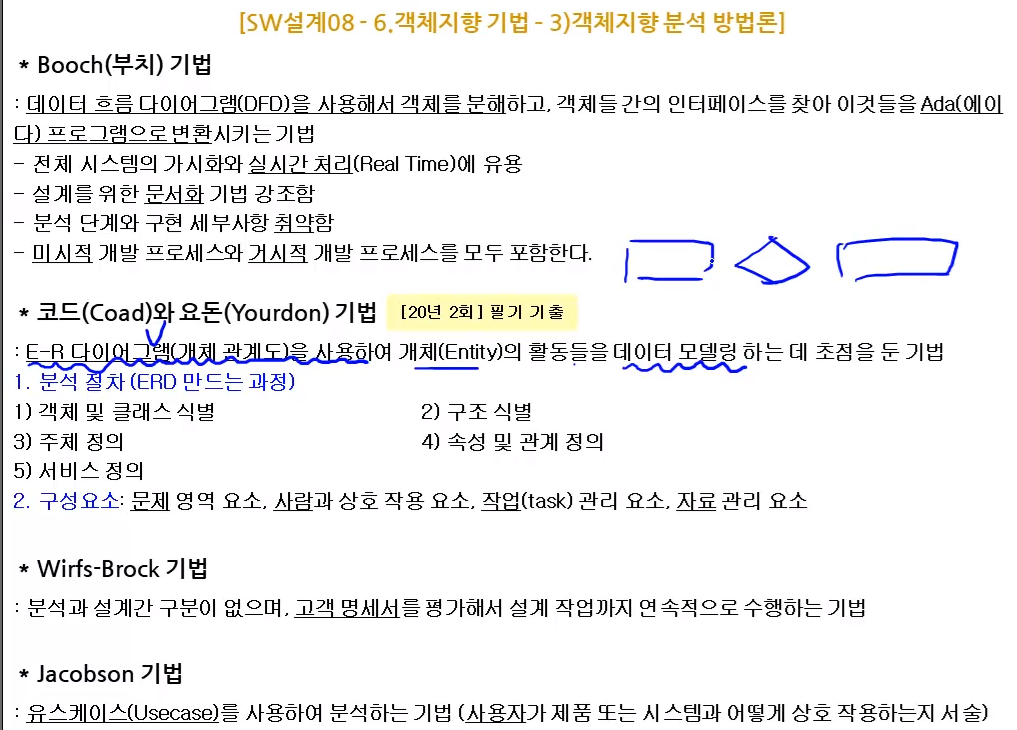 [SW설계08 - 6.객체지향 기법 - 3)객체지향 분석 방법론]
* Booch(부치) 기법
: 데이터 흐름 다이어그램(DFD)을 사용해서 객체를 분해하고, 객체들 간의 인터페이스를 찾아 이것들을 Ada(에이
다) 프로그램으로 변환시키는 기법
- 전체 시스템의 가시화와 실시간 처리(Real Time)에 유용
- 설계를 위한 문서화 기법 강조함
- 분석 단계와 구현 세부사항 취약함
- 미시적 개발 프로세스와 거시적 개발 프로세스를 모두 포함한다.
* 코드(Coad)와 요돈(Yourdon) 기법 [20년 2회] 필기 기출
: E-R 다이어그램(개체 관계도)을 사용하여 개체(Entity)의 활동들을 데이터 모델링 하는 데 초점을 둔 기법
1. 분석 절차 (ERD 만드는 과정)
1) 객체 및 클래스 식별 2) 구조 식별
3) 주체 정의 4) 속성 및 관계 정의
5) 서비스 정의
2. 구성요소: 문제 영역 요소, 사람과 상호 작용 요소, 작업(task) 관리 요소, 자료 관리 요소
* Wirfs-Brock 기법
: 분석과 설계간 구분이 없으며, 고객 명세서를 평가해서 설계 작업까지 연속적으로 수행하는 기법
* Jacobson 기법
: 유스케이스(Usecase)를 사용하여 분석하는 기법 (사용자가 제품 또는 시스템과 어떻게 상호 작용하는지 서술)